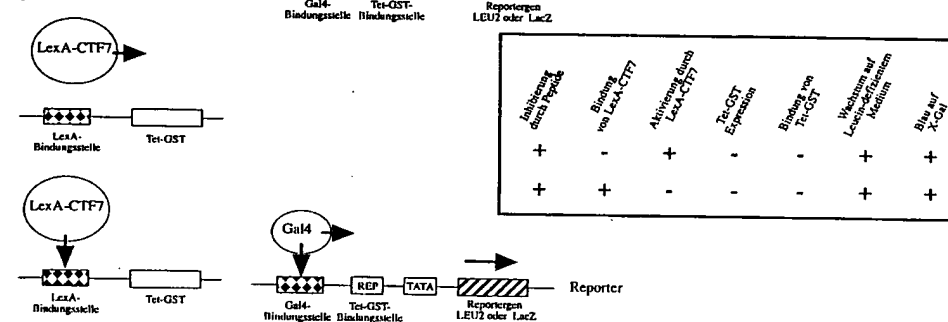 Gal4-
Bindungsstelle
Tet-GST-
Bindungsstelle
Reportergen
LEU2 oder LacZ
LexA-CTF7
LexA-
Bindungsstelle
Tet-GST
Inhibierung
durch Peptide
Bindung
von LexA-CTF7
Aktivierung durch
LexA-CTF7
Tet-GST
Expression
Bindung von
Tet-GST
Wachstum auf
Leucin-defizientem
Medium
Blau auf
X-Gal
+ - + - - + +
+ + - - - + +
LexA-CTF7
LexA-
Bindungsstelle
Tet-GST
Gal4
REP
TATA
Reporter
Gal4-
Bindungsstelle
Tet-GST-
Bindungsstelle
Reportergen
LEU2 oder LacZ